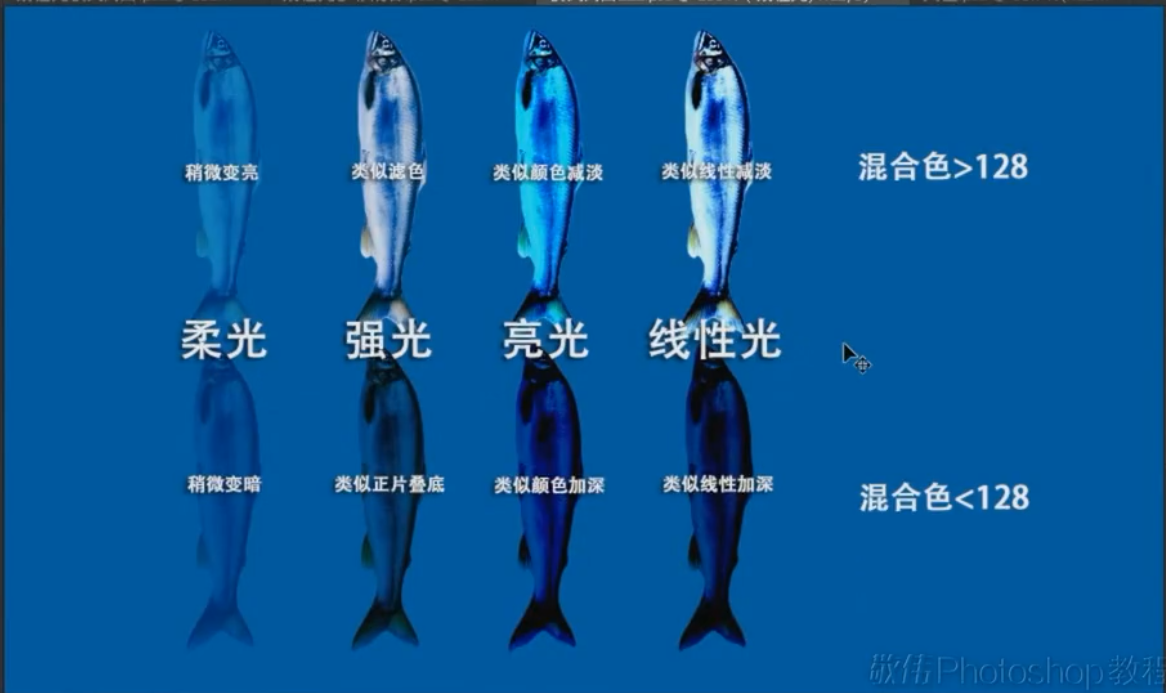 稍微变亮
类似滤色
类似颜色减淡
类似线性减淡
混合色>128
柔光
强光
亮光
线性光
稍微变暗
类似正片叠底
类似颜色加深
类似线性加深
混合色<128
敬伟Photoshop教程